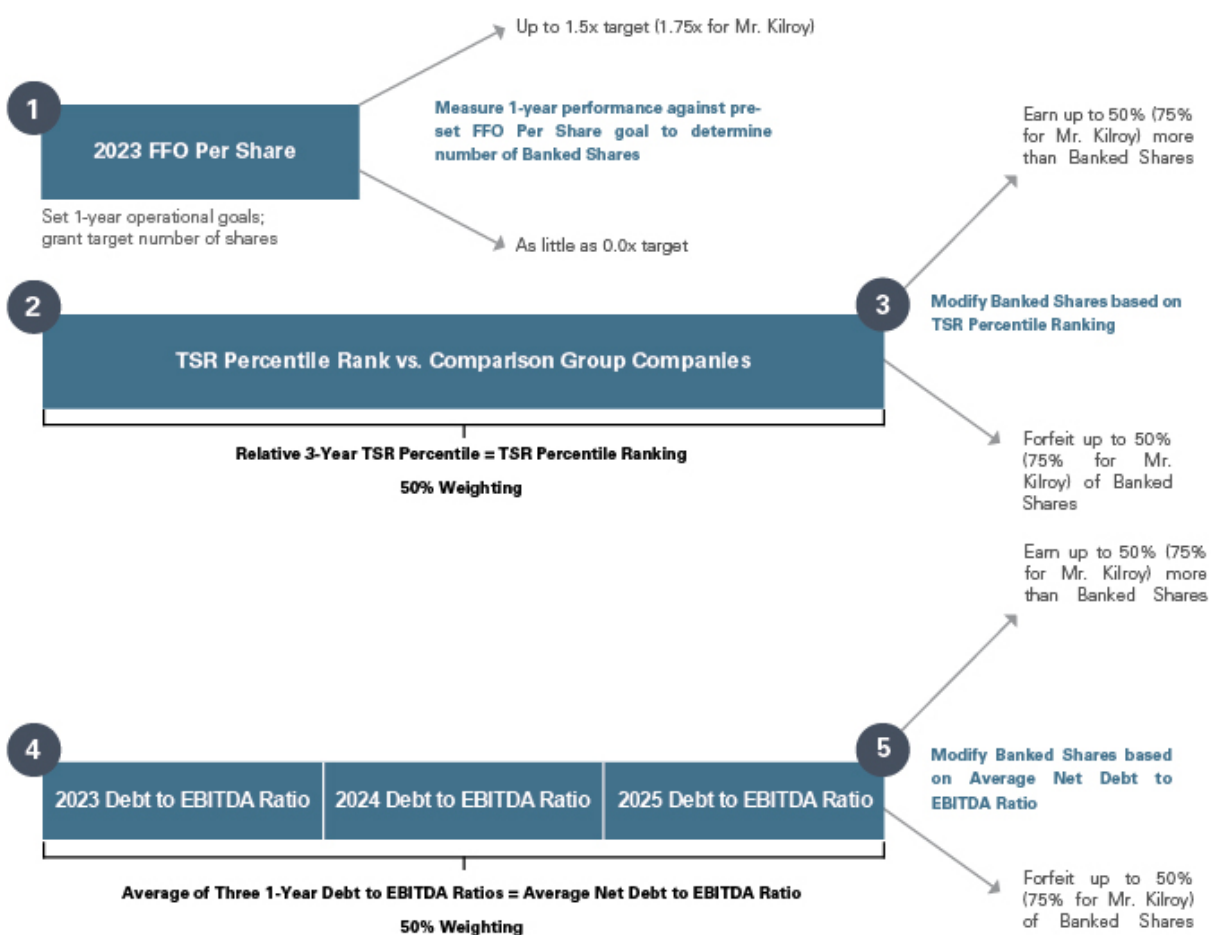 Up to 1.5x target (1.75x for Mr. Kilroy)
1
2023 FFO Per Share
Measure 1-year performance against pre-
set FFO Per Share goal to determine
number of Banked Shares
Set 1-year operational goals;
grant target number of shares
As little as 0.0x target
Earn up to 50% (75%
for Mr. Kilroy) more
than Banked Shares
2
TSR Percentile Rank vs. Comparison Group Companies
3
Modify Banked Shares based on
TSR Percentile Ranking
Relative 3-Year TSR Percentile = TSR Percentile Ranking
50% Weighting
Forfeit up to 50%
(75% for Mr.
Kilroy) of Banked
Shares
Earn up to 50% (75%
for Mr. Kilroy) more
than Banked Shares
4
2023 Debt to EBITDA Ratio
2024 Debt to EBITDA Ratio
2025 Debt to EBITDA Ratio
5
Modify Banked Shares based
on Average Net Debt to
EBITDA Ratio
Average of Three 1-Year Debt to EBITDA Ratios = Average Net Debt to EBITDA Ratio
50% Weighting
Forfeit up to 50%
(75% for Mr. Kilroy)
of Banked Shares